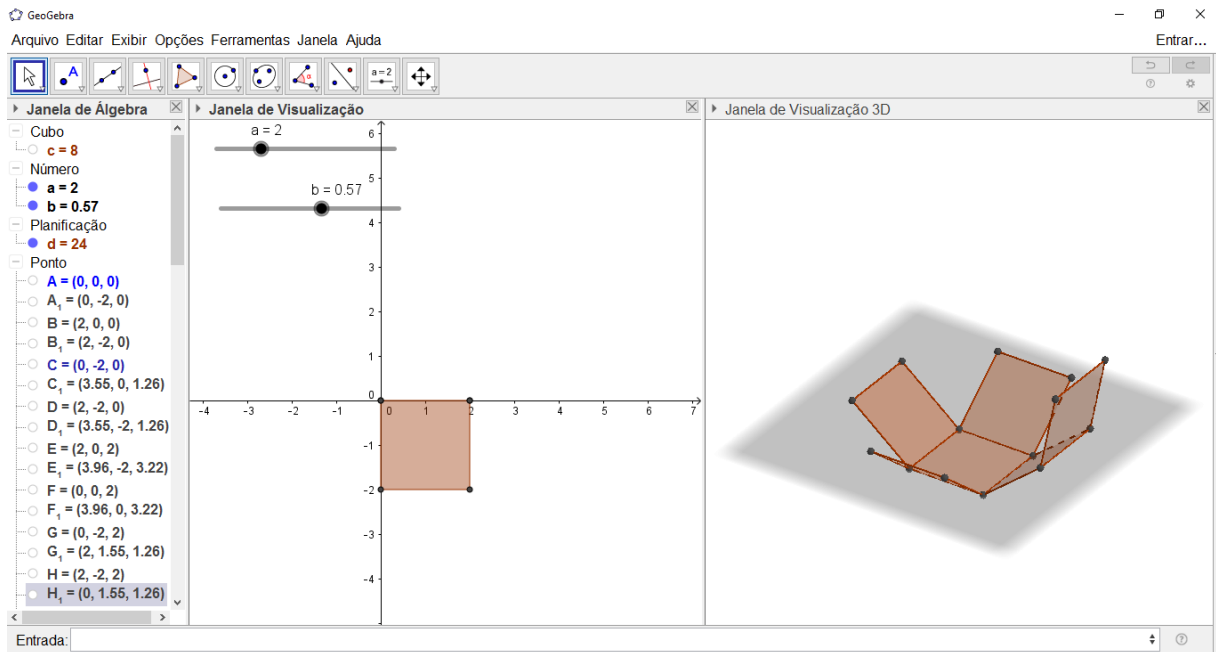 GeoGebra
Arquivo Editar Exibir Opções Ferramentas Janela Ajuda
Entrar...
A
α
a = 2
Janela de Álgebra
Cubo
c = 8
Número
a = 2
b = 0.57
Planificação
d = 24
Ponto
A = (0, 0, 0)
A₁ = (0, -2, 0)
B = (2, 0, 0)
B₁ = (2, -2, 0)
C = (0, -2, 0)
C₁ = (3.55, 0, 1.26)
D = (2, -2, 0)
D₁ = (3.55, -2, 1.26)
E = (2, 0, 2)
E₁ = (3.96, -2, 3.22)
F = (0, 0, 2)
F₁ = (3.96, 0, 3.22)
G = (0, -2, 2)
G₁ = (2, 1.55, 1.26)
H = (2, -2, 2)
H₁ = (0, 1.55, 1.26)
Janela de Visualização
a = 2
b = 0.57
6
5
4
3
2
1
0
-4 -3 -2 -1 0 1 2 3 4 5 6 7
-1
-2
-3
-4
Janela de Visualização 3D
Entrada: